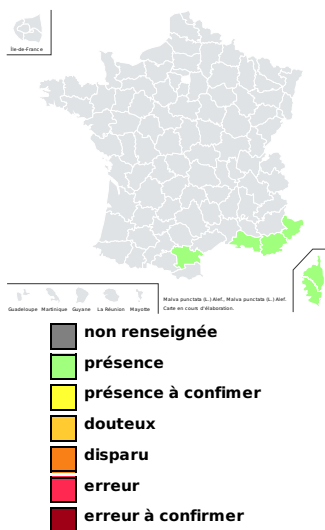 Île-de-France
Guadeloupe Martinique Guyane La Réunion Mayotte
Malva punctata (L.) Alef., Malva punctata (L.) Alef.
Carte en cours d'élaboration.
non renseignée
présence
présence à confimer
douteux
disparu
erreur
erreur à confirmer